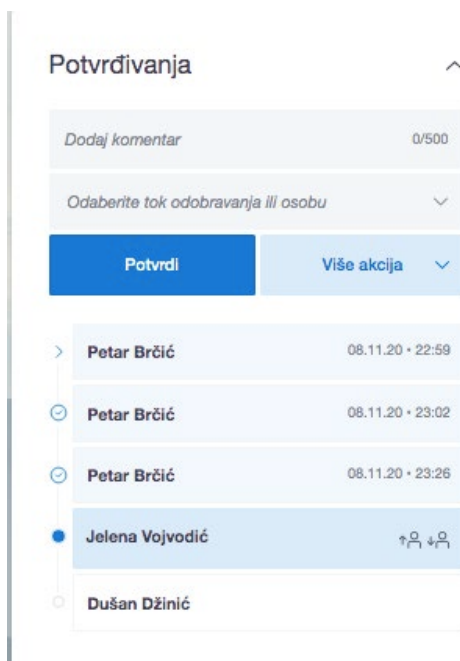 Potvrđivanja
Dodaj komentar 0/500
Odaberite tok odobravanja ili osobu
Potvrdi Više akcija
Petar Brčić 08.11.20 • 22:59
Petar Brčić 08.11.20 • 23:02
Petar Brčić 08.11.20 • 23:26
Jelena Vojvodić
Dušan Džinić